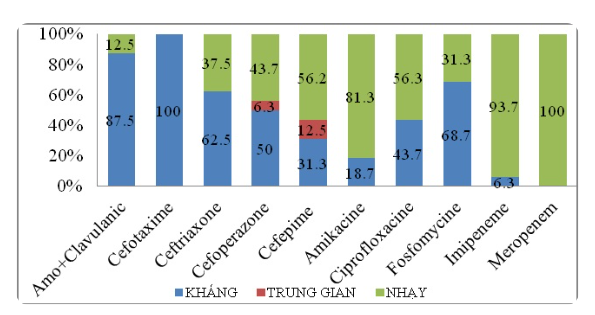 100%
80%
60%
40%
20%
0%
12.5
87.5
100
37.5
62.5
43.7
6.3
50
56.2
12.5
31.3
81.3
18.7
56.3
43.7
31.3
68.7
93.7
6.3
100
Amo+Clavulanic
Cefotaxime
Ceftriaxone
Cefoperazone
Cefepime
Amikacine
Ciprofloxacine
Fosfomycine
Imipeneme
Meropenem
KHÁNG TRUNG GIAN NHẠY